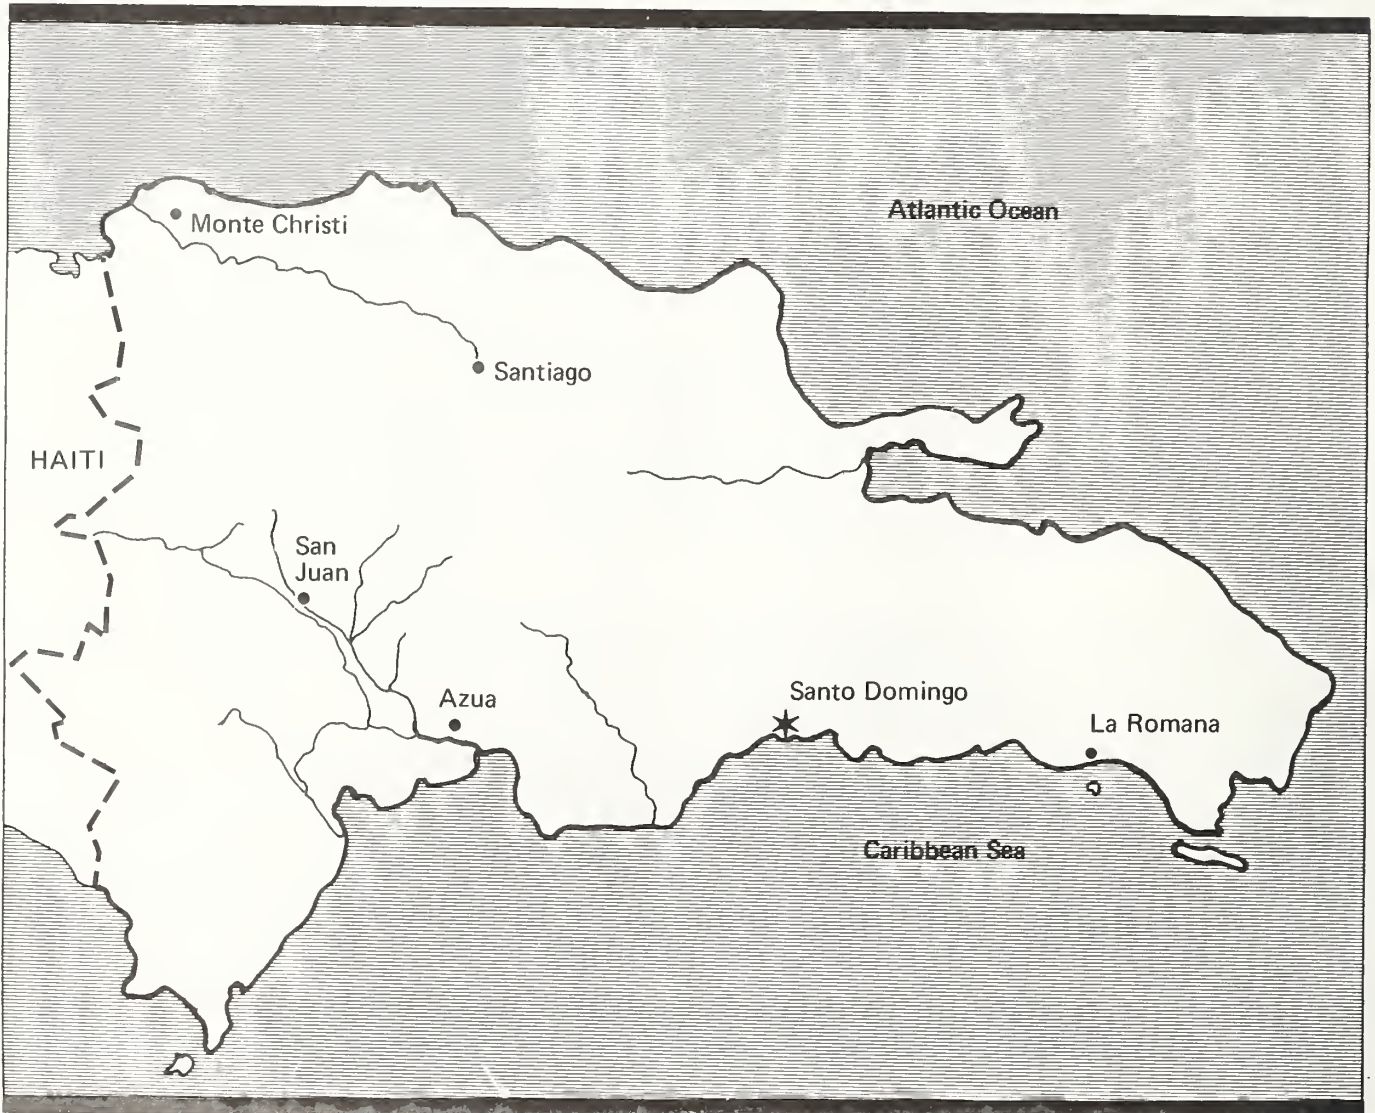 Atlantic Ocean
Monte Christi
Santiago
HAITI
San
Juan
Azua
Santo Domingo
La Romana
Caribbean Sea